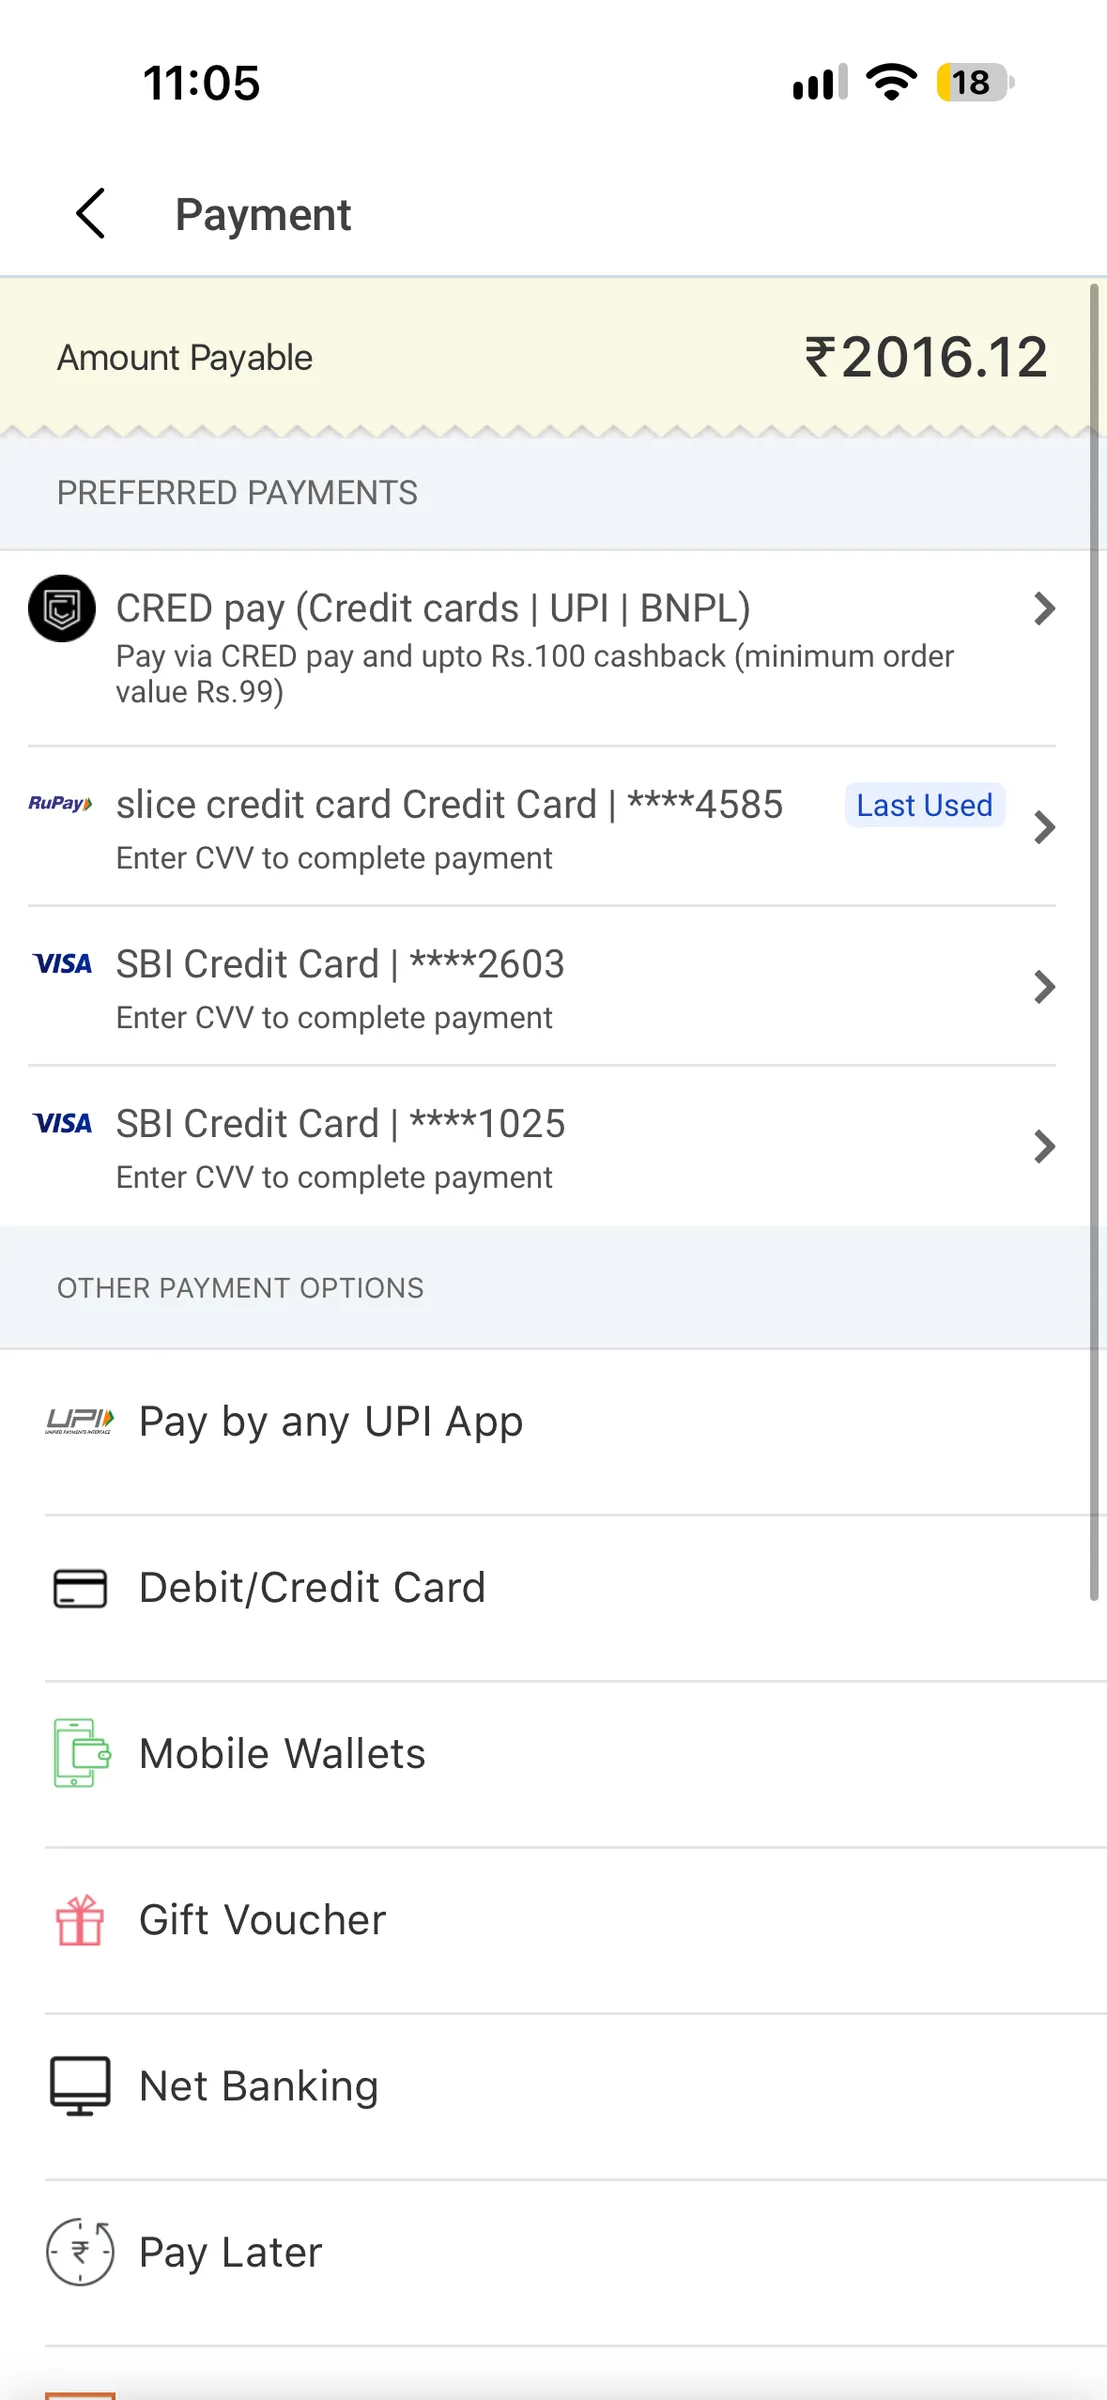 11:05
18
Payment
Amount Payable
₹2016.12
PREFERRED PAYMENTS
CRED pay (Credit cards | UPI | BNPL)
Pay via CRED pay and upto Rs.100 cashback (minimum order
value Rs.99)
RuPay
slice credit card Credit Card | ****4585
Last Used
Enter CVV to complete payment
VISA
SBI Credit Card | ****2603
Enter CVV to complete payment
VISA
SBI Credit Card | ****1025
Enter CVV to complete payment
OTHER PAYMENT OPTIONS
UPI
UNIFIED PAYMENTS INTERFACE
Pay by any UPI App
Debit/Credit Card
Mobile Wallets
Gift Voucher
Net Banking
₹
Pay Later